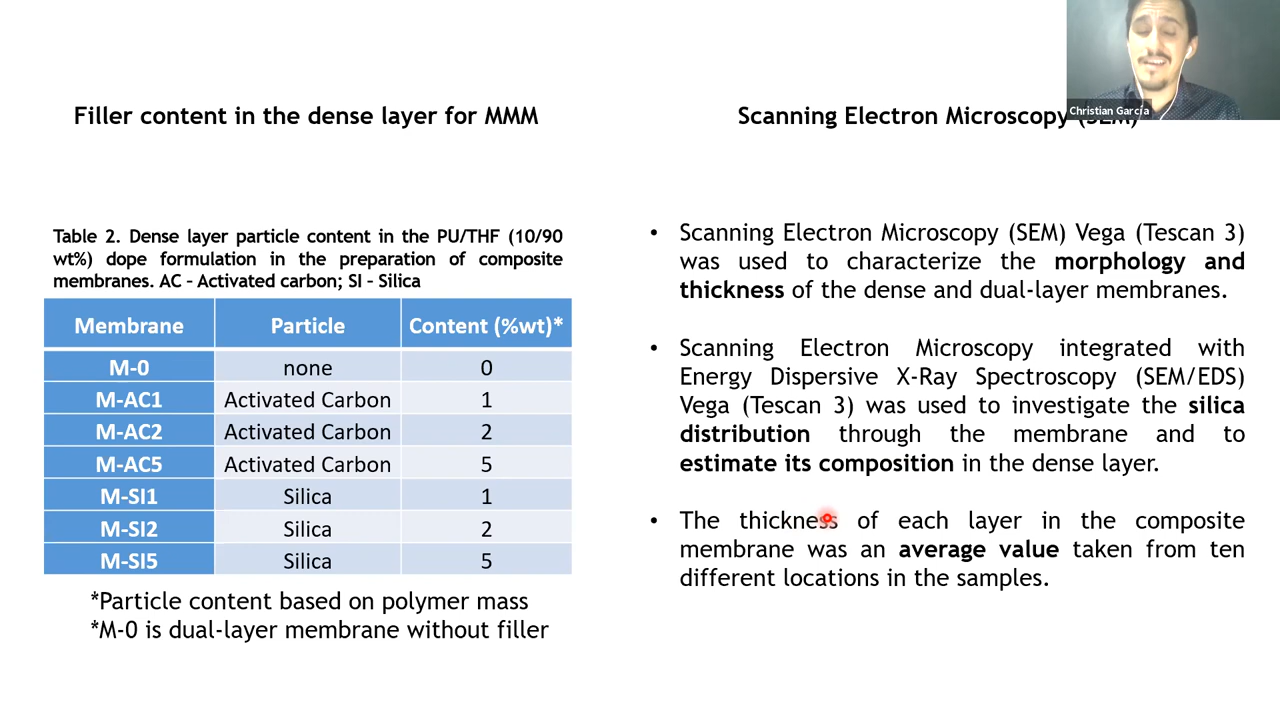 Christian García
Filler content in the dense layer for MMM
Table 2. Dense layer particle content in the PU/THF (10/90
wt%) dope formulation in the preparation of composite
membranes. AC – Activated carbon; SI – Silica
Membrane Particle Content (%wt)*
M-0 none 0
M-AC1 Activated Carbon 1
M-AC2 Activated Carbon 2
M-AC5 Activated Carbon 5
M-SI1 Silica 1
M-SI2 Silica 2
M-SI5 Silica 5
*Particle content based on polymer mass
*M-0 is dual-layer membrane without filler
Scanning Electron Microscopy (SEM)
• Scanning Electron Microscopy (SEM) Vega (Tescan 3)
was used to characterize the morphology and
thickness of the dense and dual-layer membranes.
• Scanning Electron Microscopy integrated with
Energy Dispersive X-Ray Spectroscopy (SEM/EDS)
Vega (Tescan 3) was used to investigate the silica
distribution through the membrane and to
estimate its composition in the dense layer.
• The thickness of each layer in the composite
membrane was an average value taken from ten
different locations in the samples.